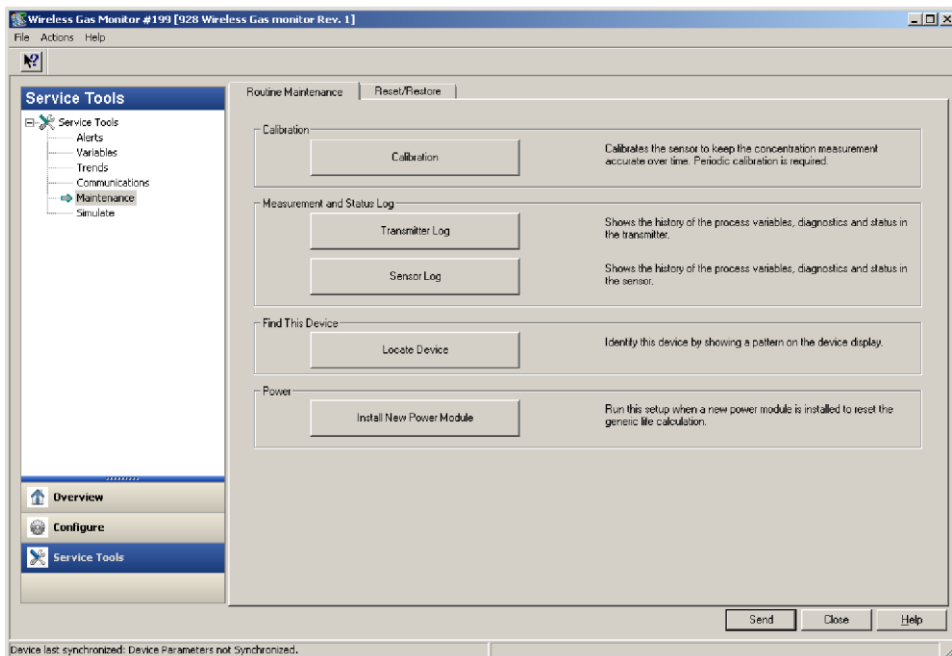 Wireless Gas Monitor #199 [928 Wireless Gas monitor Rev. 1]
File Actions Help
Service Tools
Service Tools
Alerts
Variables
Trends
Communications
Maintenance
Simulate
Overview
Configure
Service Tools
Routine Maintenance
Reset/Restore
Calibration
Calibration
Calibrates the sensor to keep the concentration measurement
accurate over time. Periodic calibration is required.
Measurement and Status Log
Transmitter Log
Shows the history of the process variables, diagnostics and status in
the transmitter.
Sensor Log
Shows the history of the process variables, diagnostics and status in
the sensor.
Find This Device
Locate Device
Identify this device by showing a pattern on the device display.
Power
Install New Power Module
Run this setup when a new power module is installed to reset the
generic life calculation.
Send
Close
Help
Device last synchronized: Device Parameters not Synchronized.